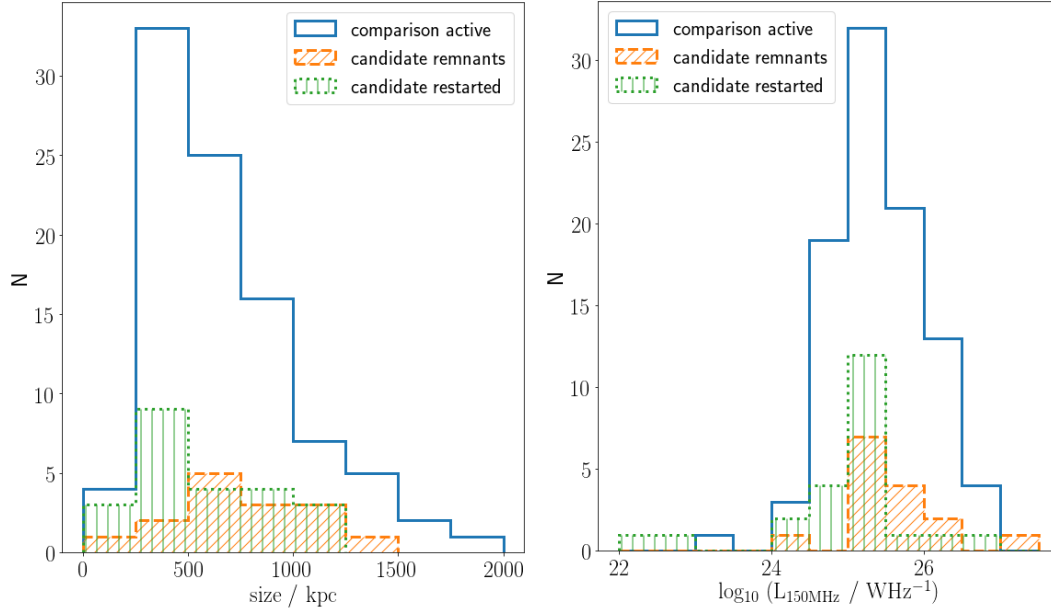 comparison active
candidate remnants
candidate restarted
30
25
20
15
10
5
0
N
0
500
1000
1500
2000
size / kpc
comparison active
candidate remnants
candidate restarted
30
25
20
15
10
5
0
N
22
24
26
log₁₀ (L₁₅₀MHz / WHz⁻¹)